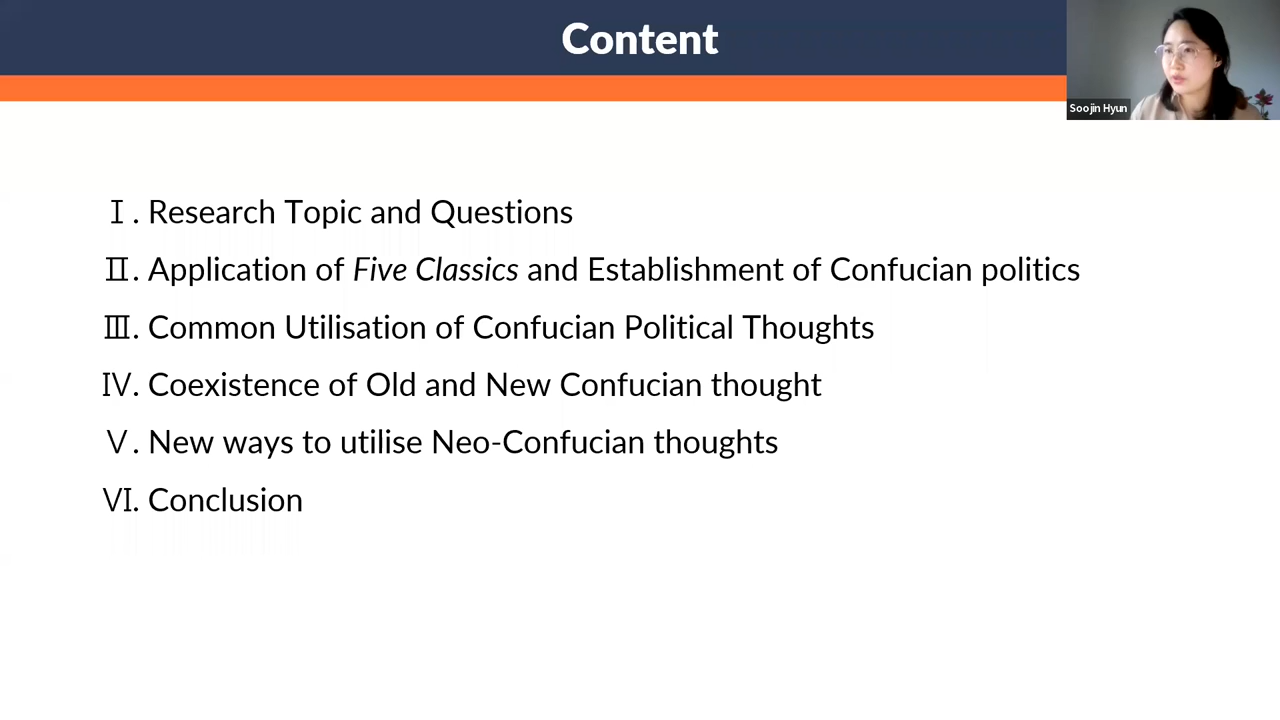 Content
Soojin Hyun
Ⅰ. Research Topic and Questions
Ⅱ. Application of Five Classics and Establishment of Confucian politics
Ⅲ. Common Utilisation of Confucian Political Thoughts
Ⅳ. Coexistence of Old and New Confucian thought
Ⅴ. New ways to utilise Neo-Confucian thoughts
Ⅵ. Conclusion